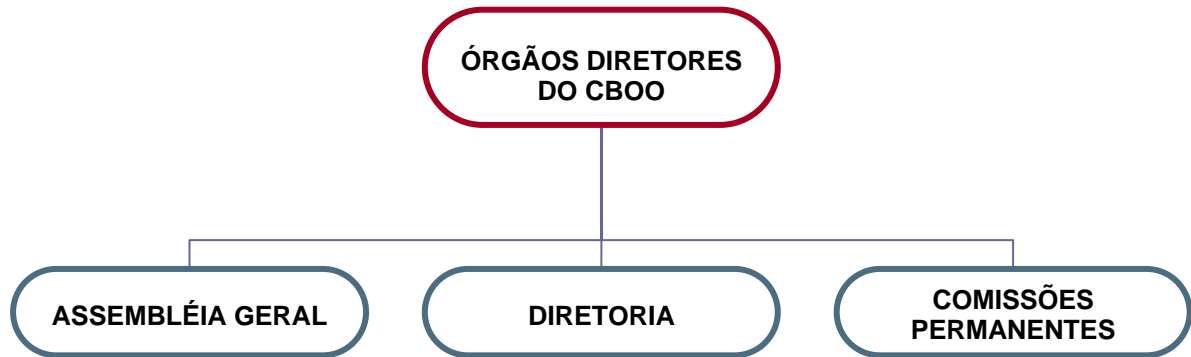 ÓRGÃOS DIRETORES
DO CBOO
ASSEMBLÉIA GERAL
DIRETORIA
COMISSÕES
PERMANENTES